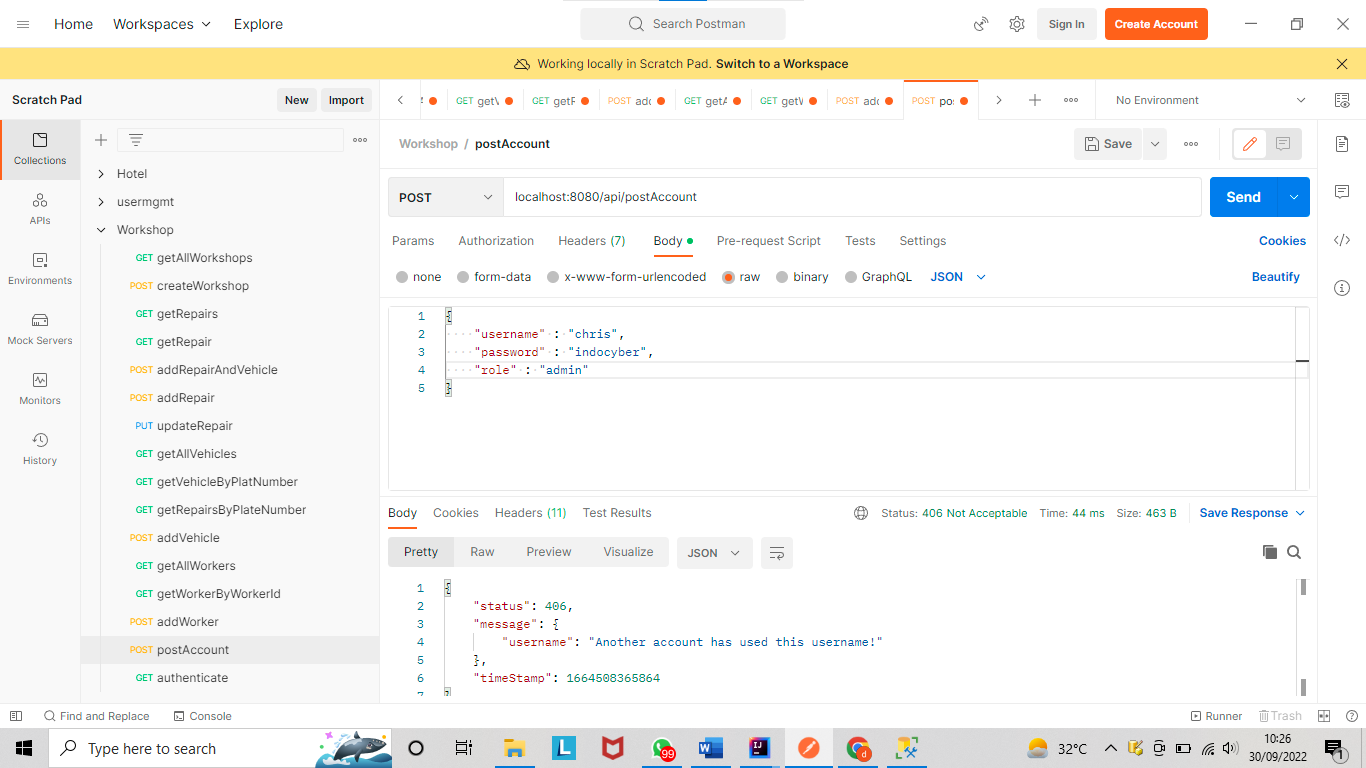 Home Workspaces Explore Search Postman Sign In Create Account
Working locally in Scratch Pad. Switch to a Workspace
Scratch Pad New Import GET get GET getF POST adc GET getA GET get POST adc POST po No Environment
Collections
APIs
Environments
Mock Servers
Monitors
History
Hotel
usermgmt
Workshop
GET getAllWorkshops
POST createWorkshop
GET getRepairs
GET getRepair
POST addRepairAndVehicle
POST addRepair
PUT updateRepair
GET getAllVehicles
GET getVehicleByPlatNumber
GET getRepairsByPlateNumber
POST addVehicle
GET getAllWorkers
GET getWorkerByWorkerId
POST addWorker
POST postAccount
GET authenticate
Workshop / postAccount Save
POST localhost:8080/api/postAccount Send
Params Authorization Headers (7) Body Pre-request Script Tests Settings Cookies
none form-data x-www-form-urlencoded raw binary GraphQL JSON Beautify
1 {
2 "username" : "chris",
3 "password" : "indocyber",
4 "role" : "admin"
5 }
Body Cookies Headers (11) Test Results Status: 406 Not Acceptable Time: 44 ms Size: 463 B Save Response
Pretty Raw Preview Visualize JSON
1 {
2 "status": 406,
3 "message": {
4 "username": "Another account has used this username!"
5 },
6 "timeStamp": 1664508365864
7 }
Find and Replace Console Runner Trash
Type here to search L 99 W IJ d 32°C 10:26
30/09/2022 1